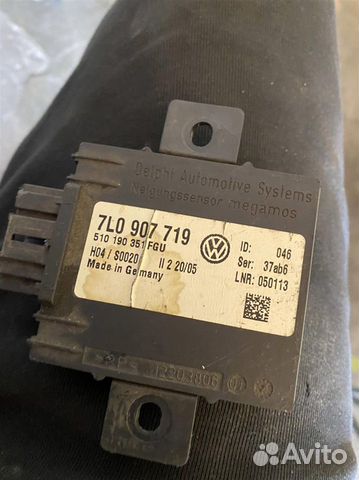 Delphi Automotive Systems
Neigungssensor megamos
7L0 907 719
510 190 351 FGU
H04 / S0020 II 2 20/05
Made in Germany
ID: 046
Ser: 37ab6
LNR: 050113
Avito